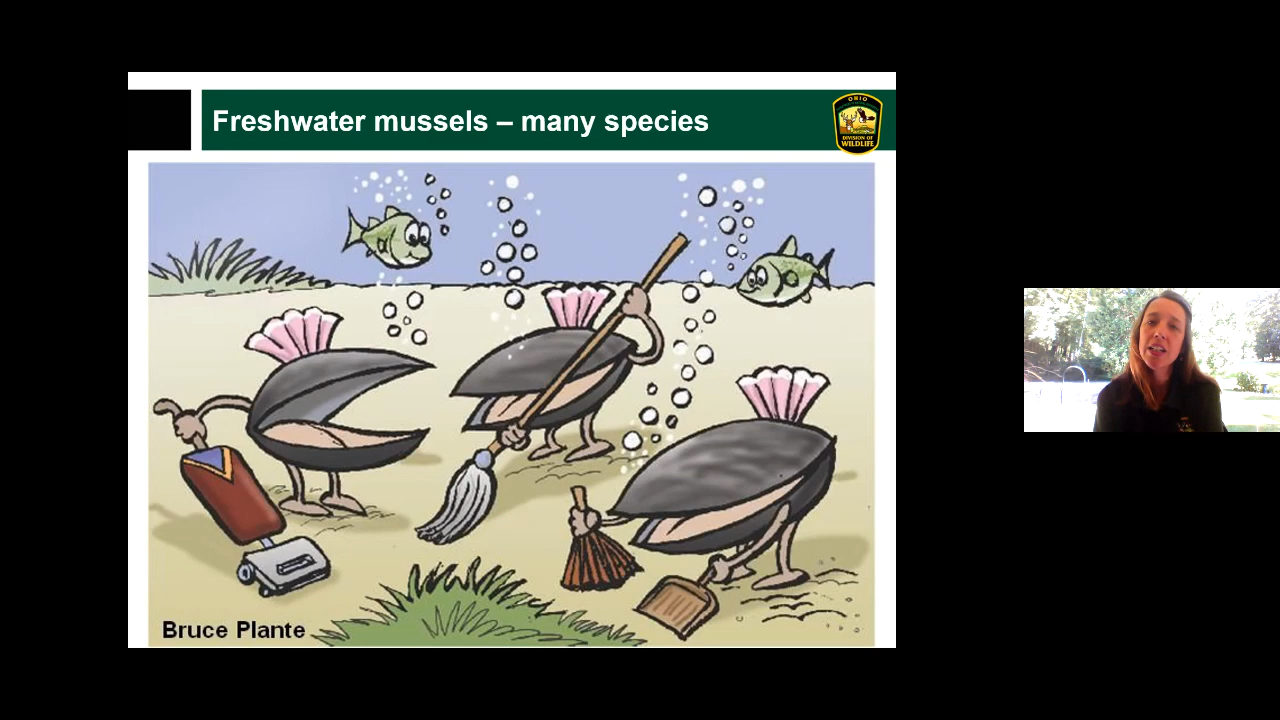 Freshwater mussels – many species
OHIO
DIVISION OF
WILDLIFE
Bruce Plante